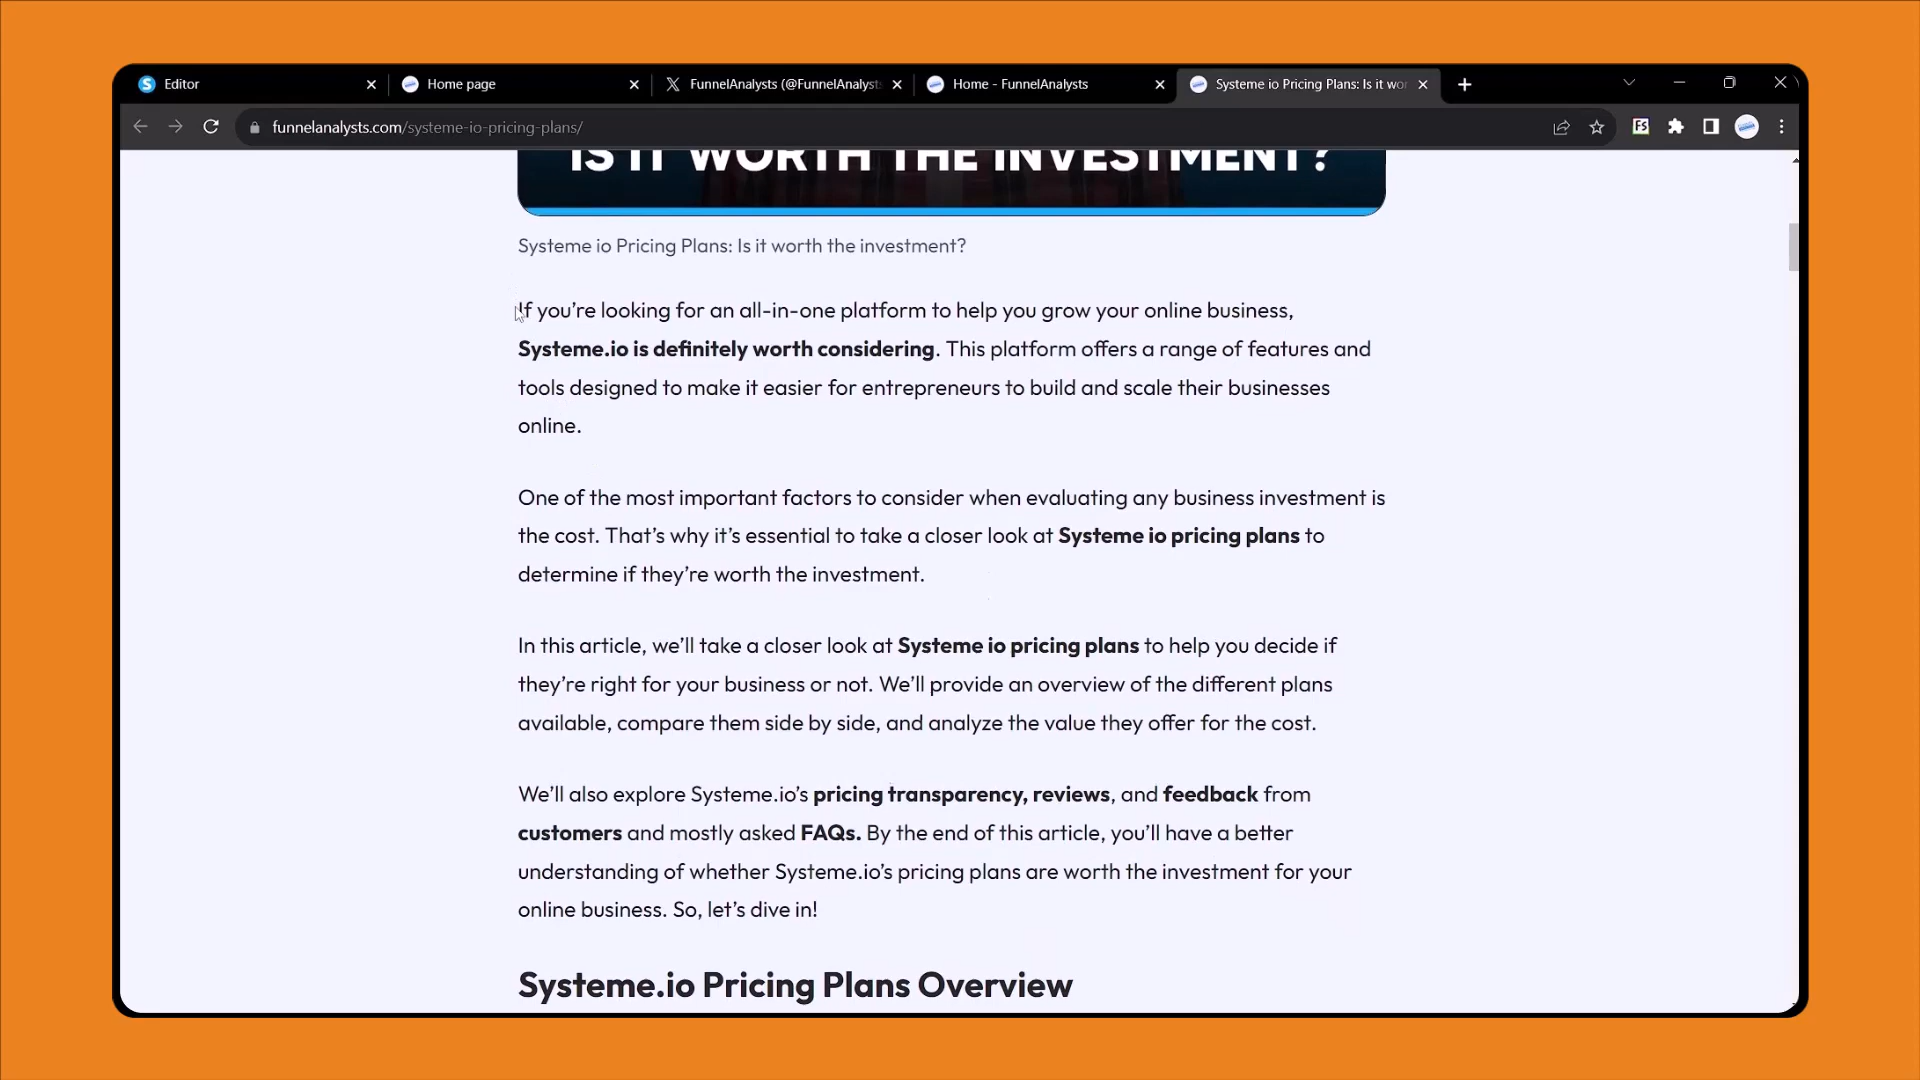 Editor
Home page
FunnelAnalysts (@FunnelAnalysts
Home - FunnelAnalysts
Systeme io Pricing Plans: Is it wor
funnelanalysts.com/systeme-io-pricing-plans/
IS IT WORTH THE INVESTMENT?
Systeme io Pricing Plans: Is it worth the investment?
If you’re looking for an all-in-one platform to help you grow your online business,
Systeme.io is definitely worth considering. This platform offers a range of features and
tools designed to make it easier for entrepreneurs to build and scale their businesses
online.
One of the most important factors to consider when evaluating any business investment is
the cost. That’s why it’s essential to take a closer look at Systeme io pricing plans to
determine if they’re worth the investment.
In this article, we’ll take a closer look at Systeme io pricing plans to help you decide if
they’re right for your business or not. We’ll provide an overview of the different plans
available, compare them side by side, and analyze the value they offer for the cost.
We’ll also explore Systeme.io’s pricing transparency, reviews, and feedback from
customers and mostly asked FAQs. By the end of this article, you’ll have a better
understanding of whether Systeme.io’s pricing plans are worth the investment for your
online business. So, let’s dive in!
Systeme.io Pricing Plans Overview